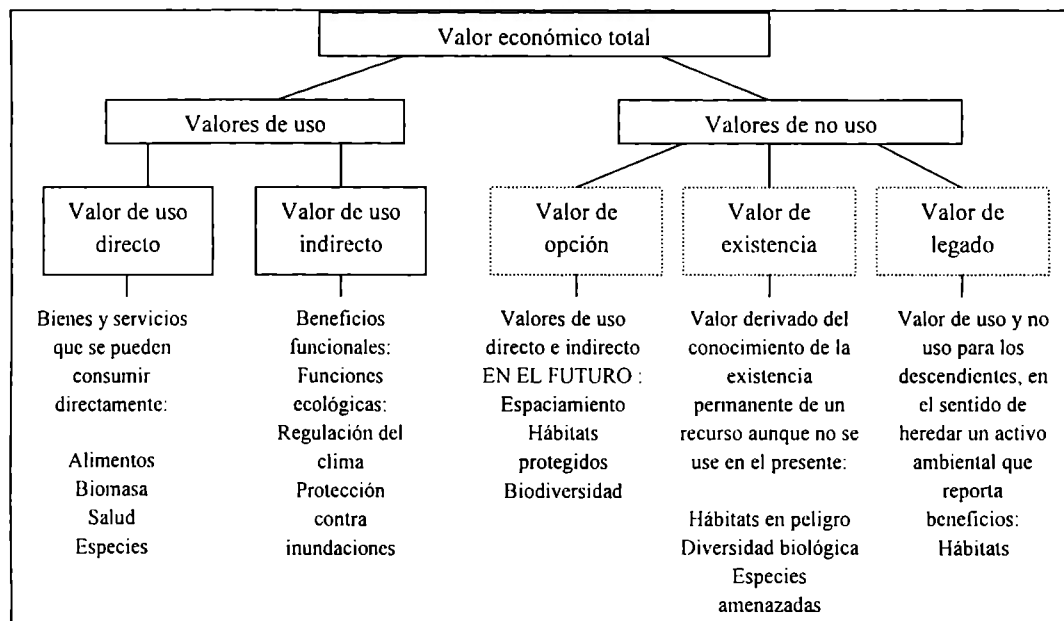 Valor económico total
Valores de uso
Valores de no uso
Valor de uso
directo
Valor de uso
indirecto
Valor de
opción
Valor de
existencia
Valor de
legado
Bienes y servicios
que se pueden
consumir
directamente:
Alimentos
Biomasa
Salud
Especies
Beneficios
funcionales:
Funciones
ecológicas:
Regulación del
clima
Protección
contra
inundaciones
Valores de uso
directo e indirecto
EN EL FUTURO :
Espaciamiento
Hábitats
protegidos
Biodiversidad
Valor derivado del
conocimiento de la
existencia
permanente de un
recurso aunque no se
use en el presente:
Hábitats en peligro
Diversidad biológica
Especies
amenazadas
Valor de uso y no
uso para los
descendientes, en
el sentido de
heredar un activo
ambiental que
reporta
beneficios:
Hábitats